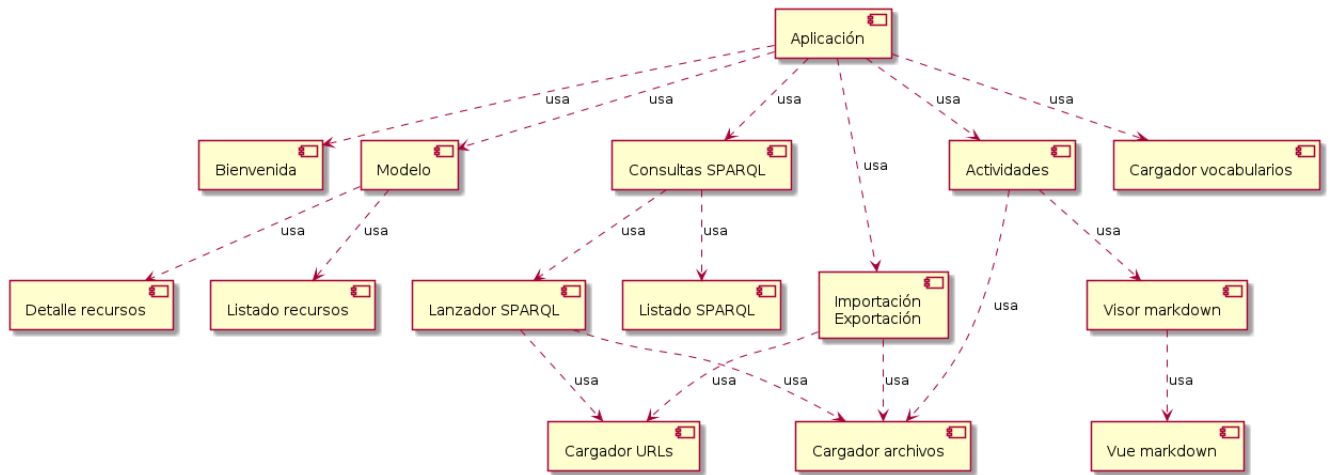 Aplicación
usa
usa
usa
usa
usa
usa
Bienvenida
Modelo
Consultas SPARQL
Actividades
Cargador vocabularios
usa
usa
usa
usa
usa
usa
Detalle recursos
Listado recursos
Lanzador SPARQL
Listado SPARQL
Importación
Exportación
Visor markdown
usa
usa
usa
usa
usa
Cargador URLs
Cargador archivos
Vue markdown